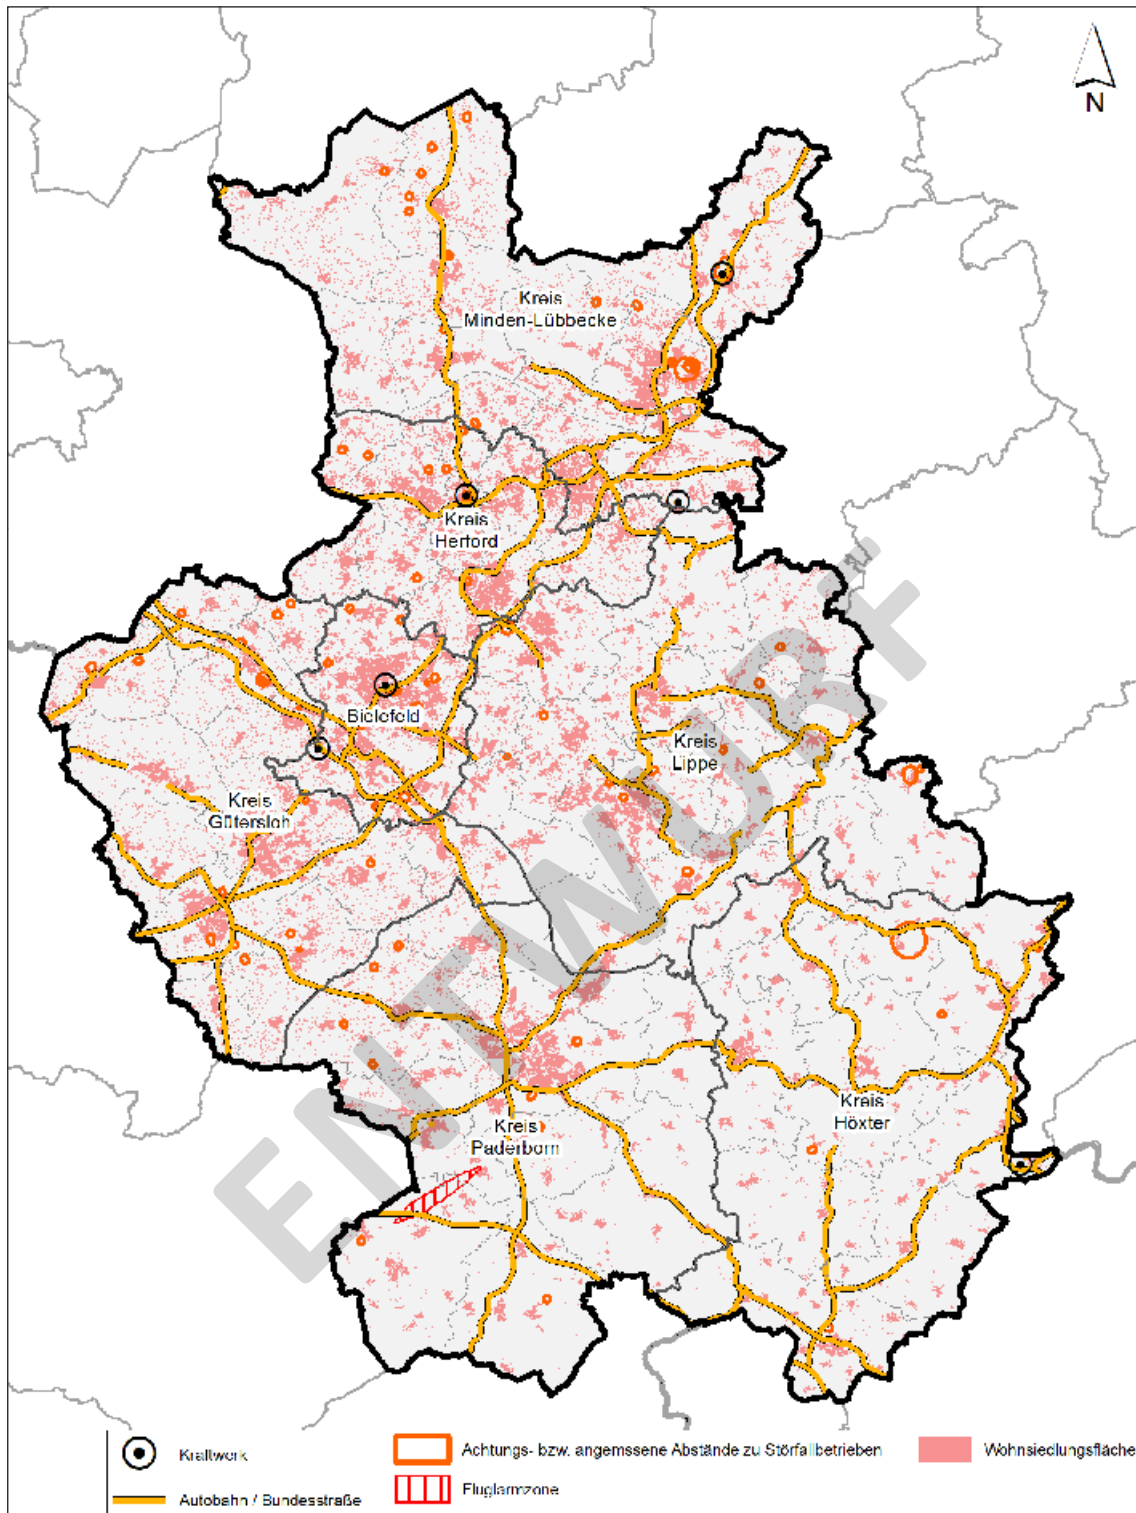 N
Kreis
Minden-Lübbecke
Kreis
Herford
Bielefeld
Kreis
Lippe
Kreis
Gütersloh
Kreis
Höxter
Kreis
Paderborn
ENTWURF
Kraftwerk
Achtungs- bzw. angemssene Abstände zu Störfallbetrieben
Wohnsiedlungsfläche
Autobahn / Bundesstraße
Fluglärmzone